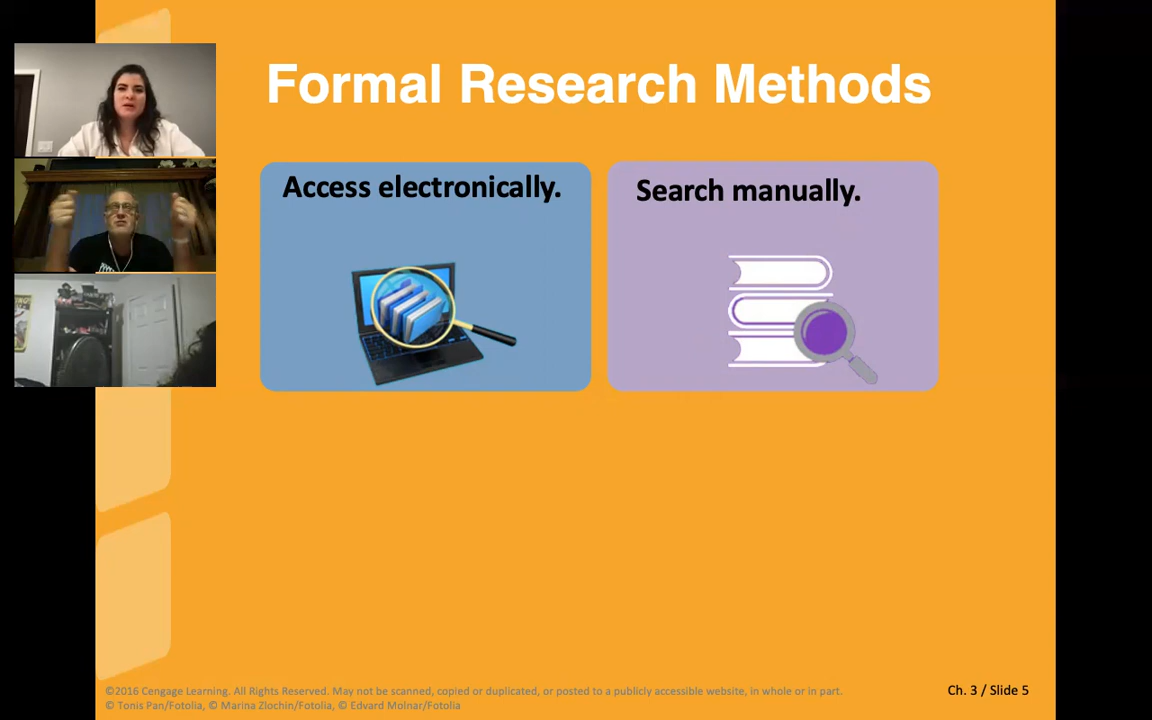 Formal Research Methods
Access electronically.
Search manually.
©2016 Cengage Learning. All Rights Reserved. May not be scanned, copied or duplicated, or posted to a publicly accessible website, in whole or in part.
© Tonis Pan/Fotolia, © Marina Zlochin/Fotolia, © Edvard Molnar/Fotolia
Ch. 3 / Slide 5